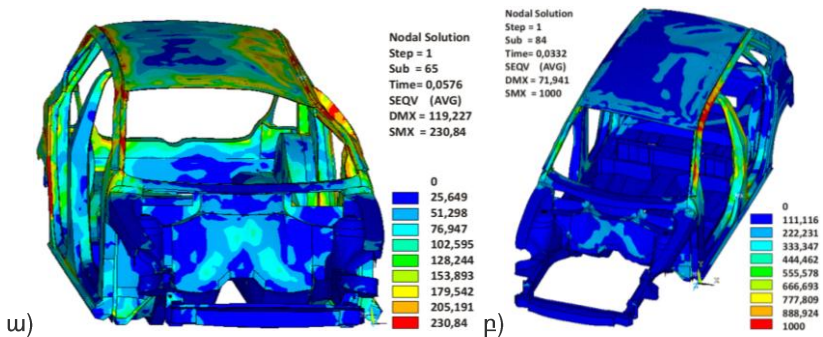 Nodal Solution
Step = 1
Sub = 65
Time= 0,0576
SEQV (AVG)
DMX = 119,227
SMX = 230,84
0
25,649
51,298
76,947
102,595
128,244
153,893
179,542
205,191
230,84
ա)
Nodal Solution
Step = 1
Sub = 84
Time= 0,0332
SEQV (AVG)
DMX = 71,941
SMX = 1000
0
111,116
222,231
333,347
444,462
555,578
666,693
777,809
888,924
1000
բ)